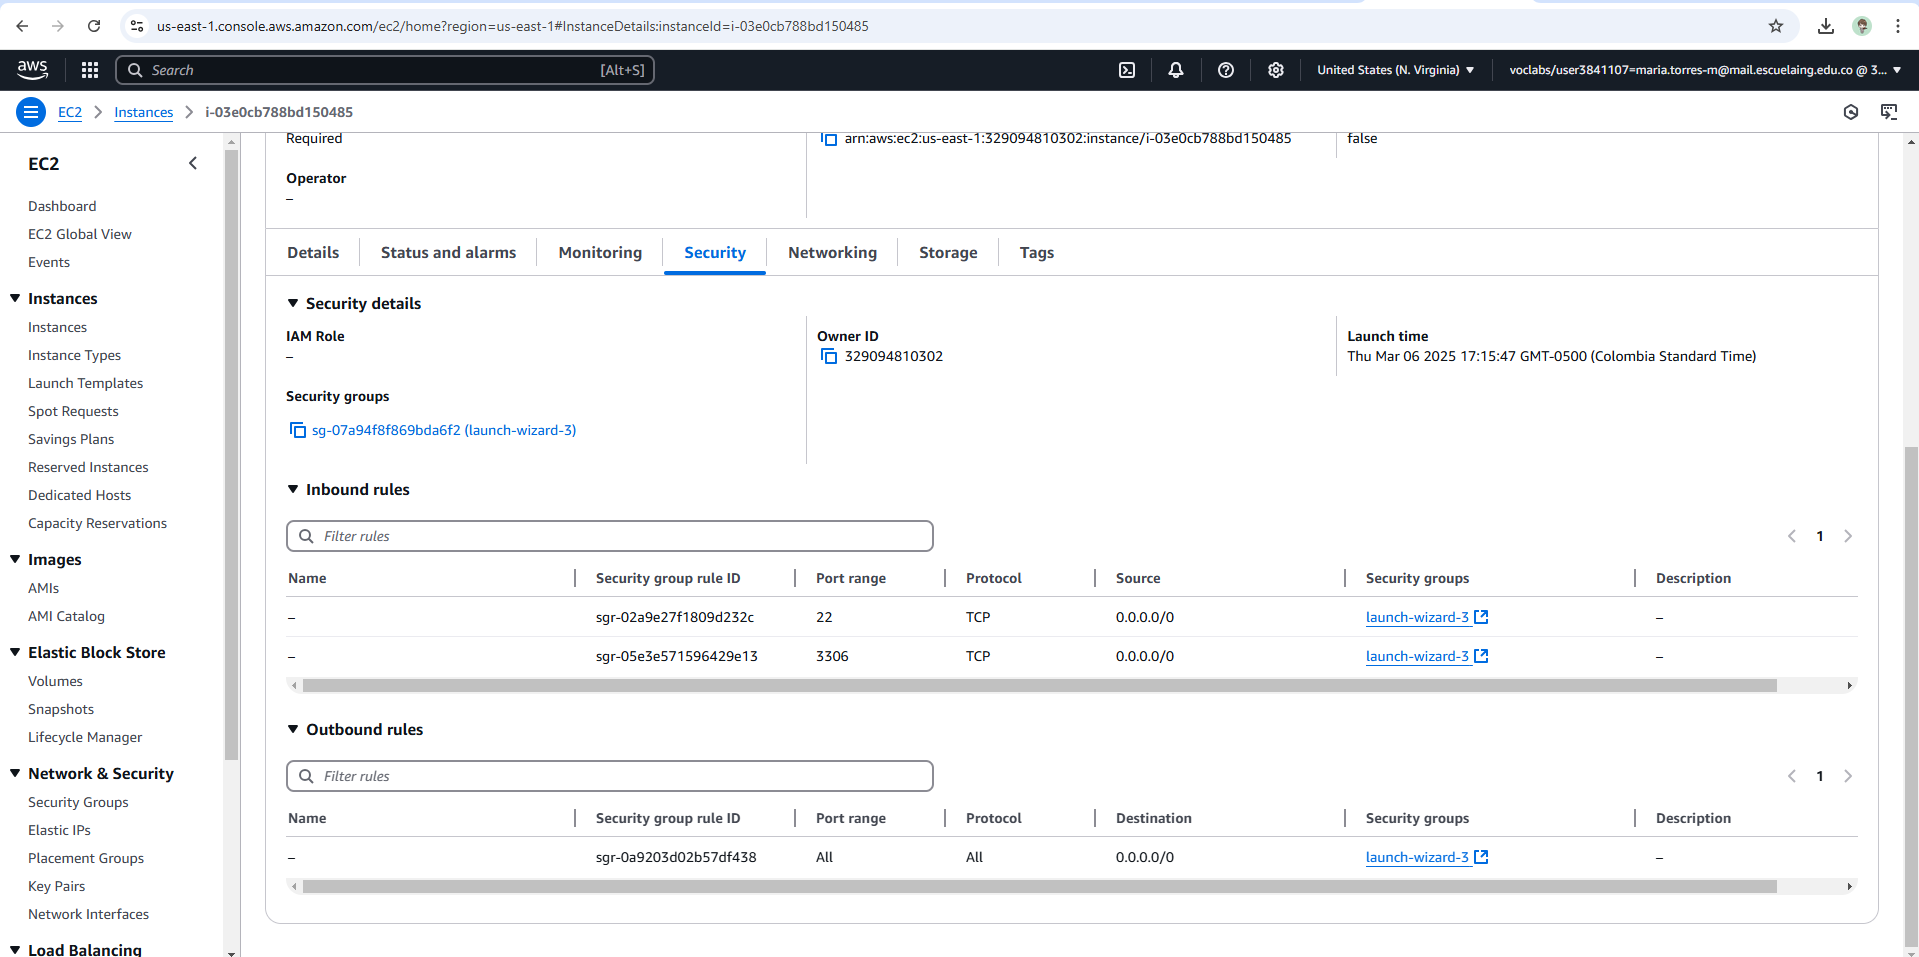 us-east-1.console.aws.amazon.com/ec2/home?region=us-east-1#InstanceDetails:instanceId=i-03e0cb788bd150485
aws Search [Alt+S] United States (N. Virginia) voclabs/user3841107=maria.torres-m@mail.escuelaing.edu.co @ 3...
EC2 Instances i-03e0cb788bd150485
EC2
Dashboard
EC2 Global View
Events
Instances
Instances
Instance Types
Launch Templates
Spot Requests
Savings Plans
Reserved Instances
Dedicated Hosts
Capacity Reservations
Images
AMIs
AMI Catalog
Elastic Block Store
Volumes
Snapshots
Lifecycle Manager
Network & Security
Security Groups
Elastic IPs
Placement Groups
Key Pairs
Network Interfaces
Load Balancing
Required arn:aws:ec2:us-east-1:329094810302:instance/i-03e0cb788bd150485 false
Operator
–
Details Status and alarms Monitoring Security Networking Storage Tags
Security details
IAM Role Owner ID Launch time
– 329094810302 Thu Mar 06 2025 17:15:47 GMT-0500 (Colombia Standard Time)
Security groups
sg-07a94f8f869bda6f2 (launch-wizard-3)
Inbound rules
Filter rules 1
Name Security group rule ID Port range Protocol Source Security groups Description
– sgr-02a9e27f1809d232c 22 TCP 0.0.0.0/0 launch-wizard-3 –
– sgr-05e3e571596429e13 3306 TCP 0.0.0.0/0 launch-wizard-3 –
Outbound rules
Filter rules 1
Name Security group rule ID Port range Protocol Destination Security groups Description
– sgr-0a9203d02b57df438 All All 0.0.0.0/0 launch-wizard-3 –